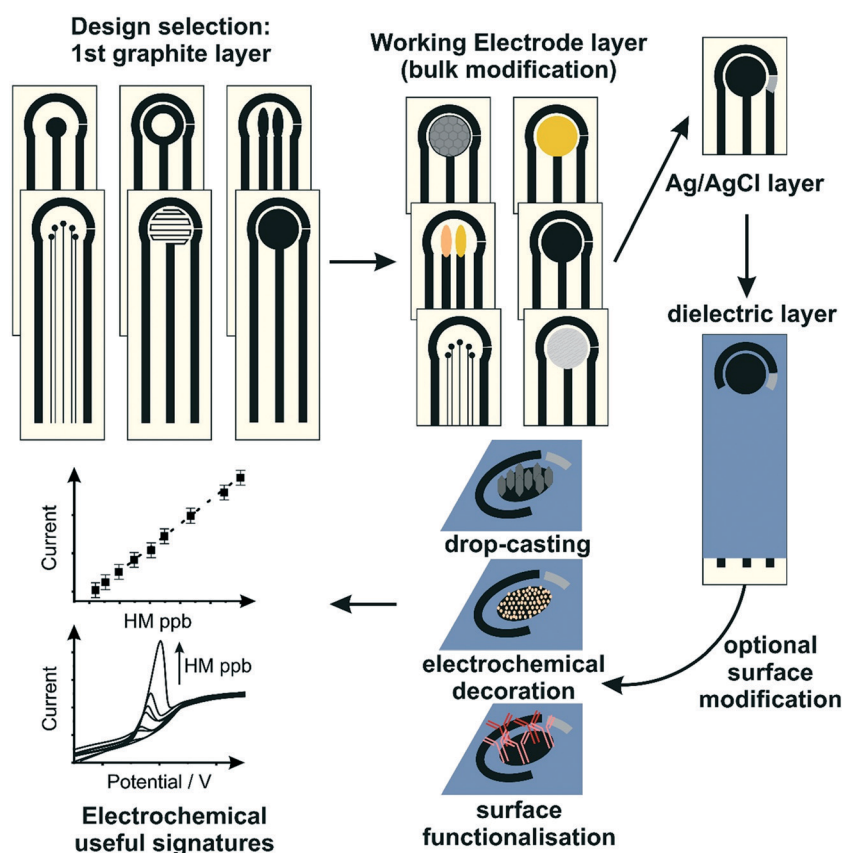 Design selection:
1st graphite layer
Working Electrode layer
(bulk modification)
Ag/AgCl layer
dielectric layer
optional
surface
modification
drop-casting
electrochemical
decoration
surface
functionalisation
Current
HM ppb
Current
HM ppb
Potential / V
Electrochemical
useful signatures